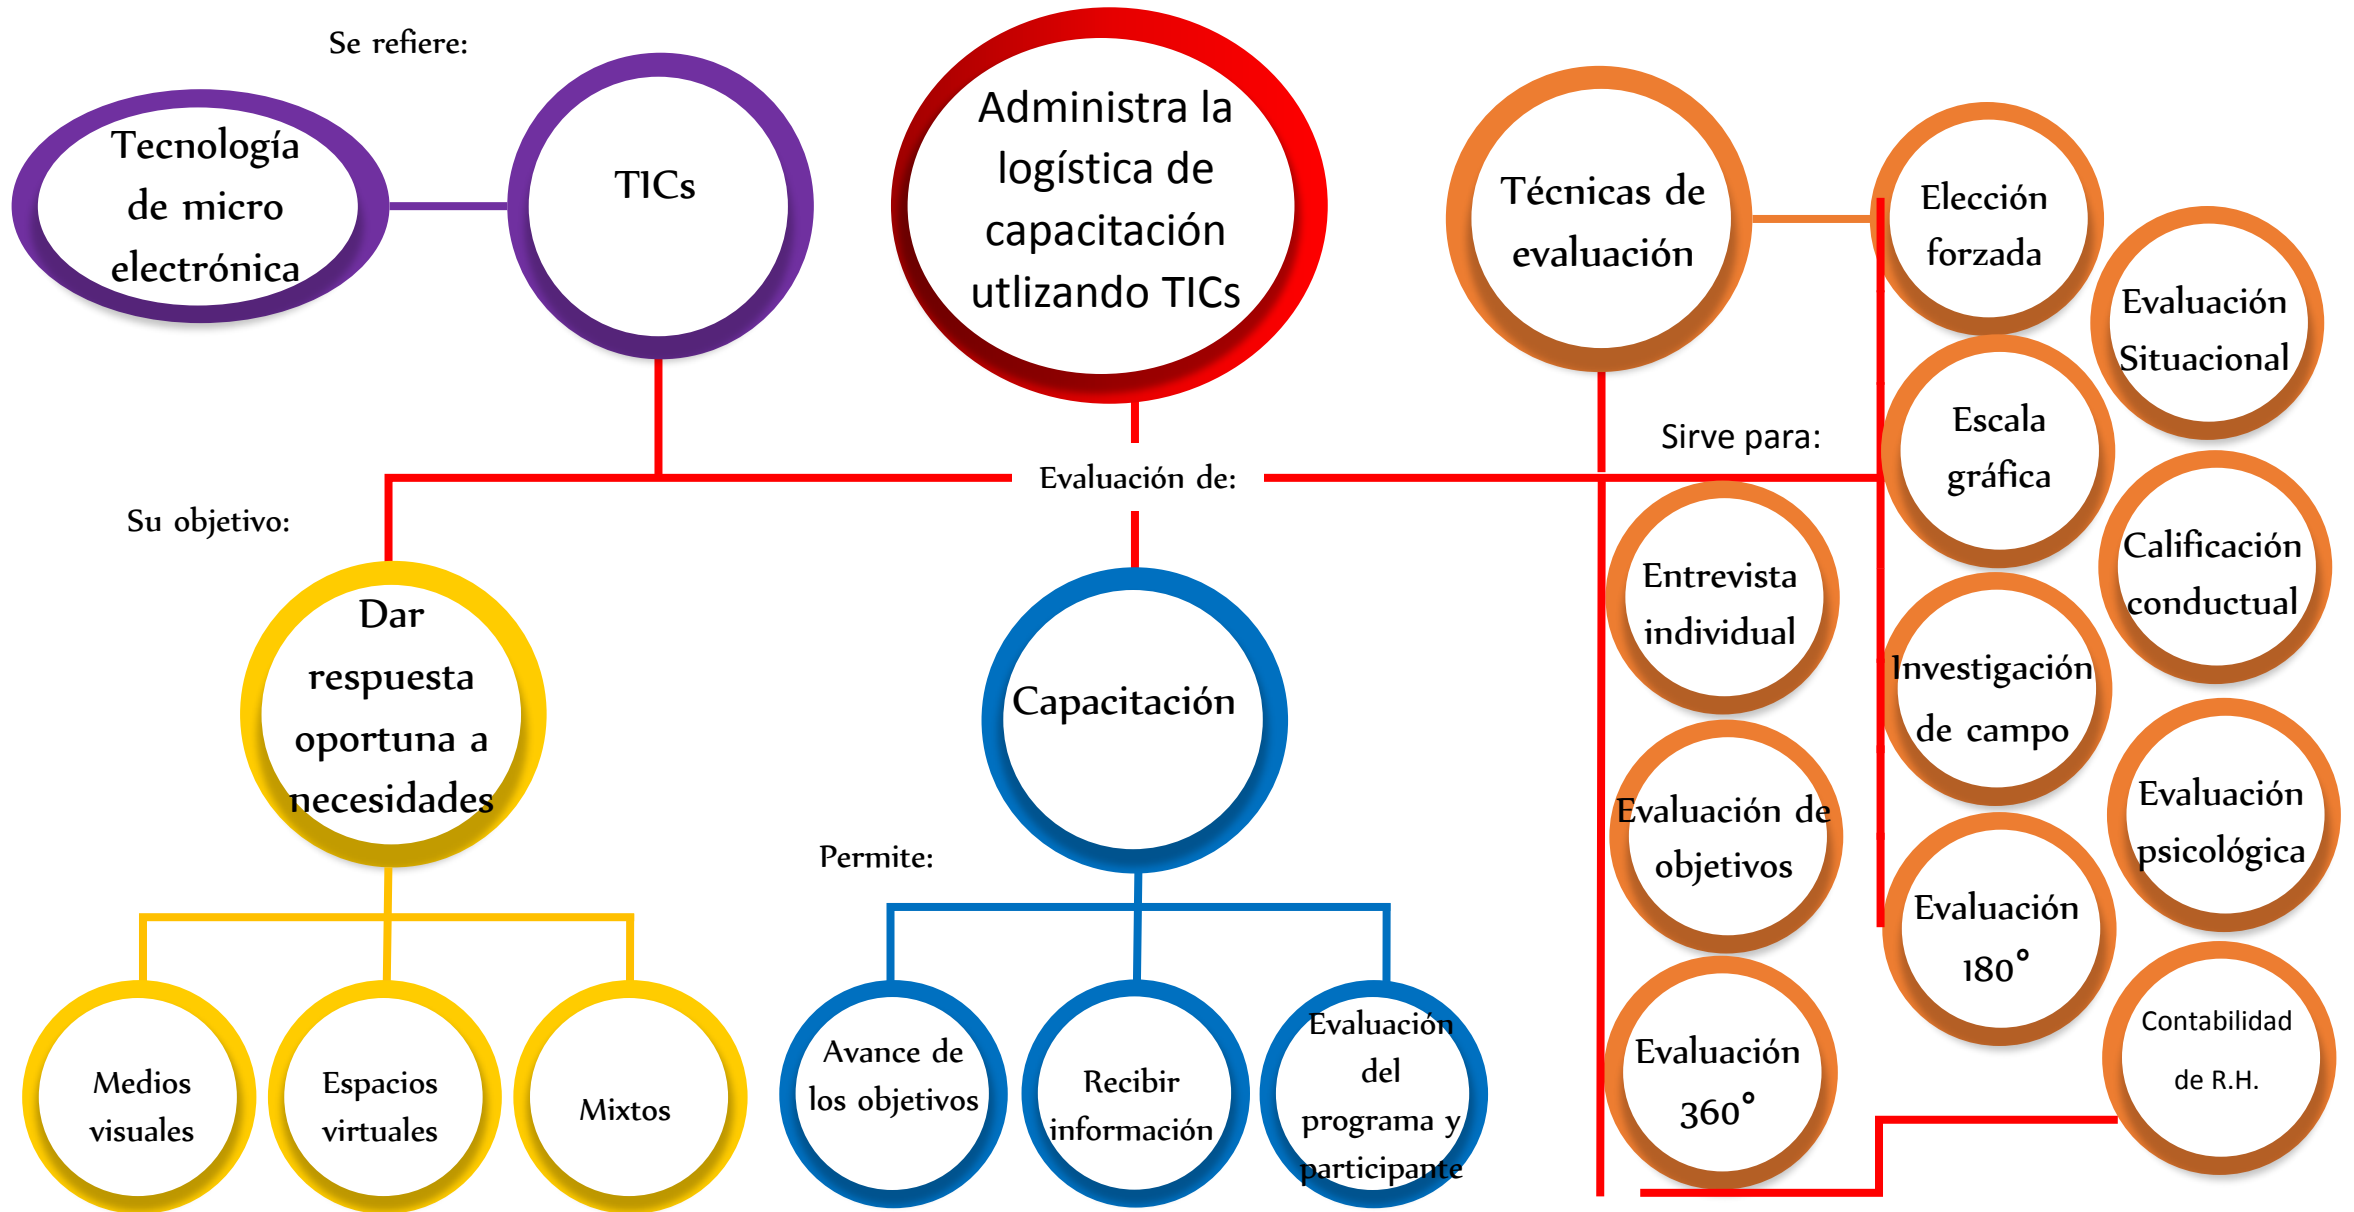 Se refiere:
Tecnología
de micro
electrónica
TICs
Administra la
logística de
capacitación
utlizando TICs
Técnicas de
evaluación
Elección
forzada
Evaluación
Situacional
Sirve para:
Escala
gráfica
Evaluación de:
Su objetivo:
Dar
respuesta
oportuna a
necesidades
Capacitación
Entrevista
individual
Calificación
conductual
Investigación
de campo
Evaluación de
objetivos
Evaluación
psicológica
Permite:
Evaluación
180°
Medios
visuales
Espacios
virtuales
Mixtos
Avance de
los objetivos
Recibir
información
Evaluación
del
programa y
participante
Evaluación
360°
Contabilidad
de R.H.